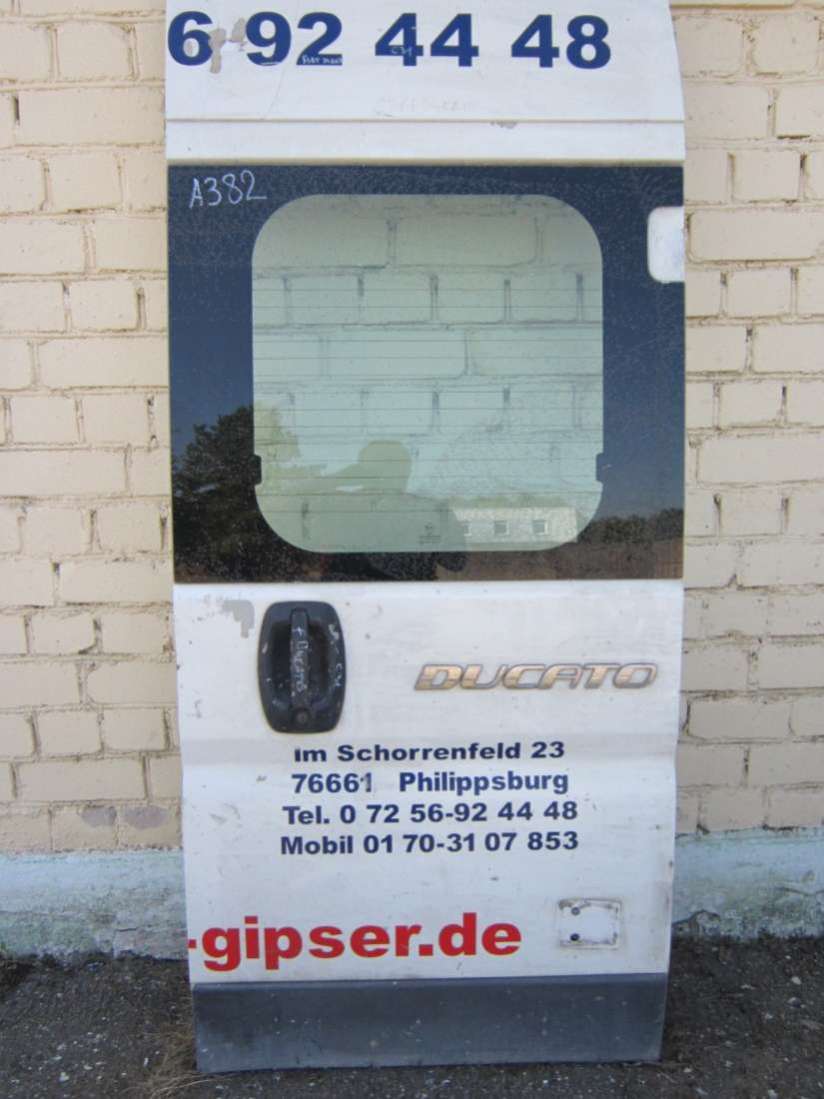 6 92 44 48
A382
DUCATO
Im Schorrenfeld 23
76661 Philippsburg
Tel. 0 72 56-92 44 48
Mobil 01 70-31 07 853
-gipser.de